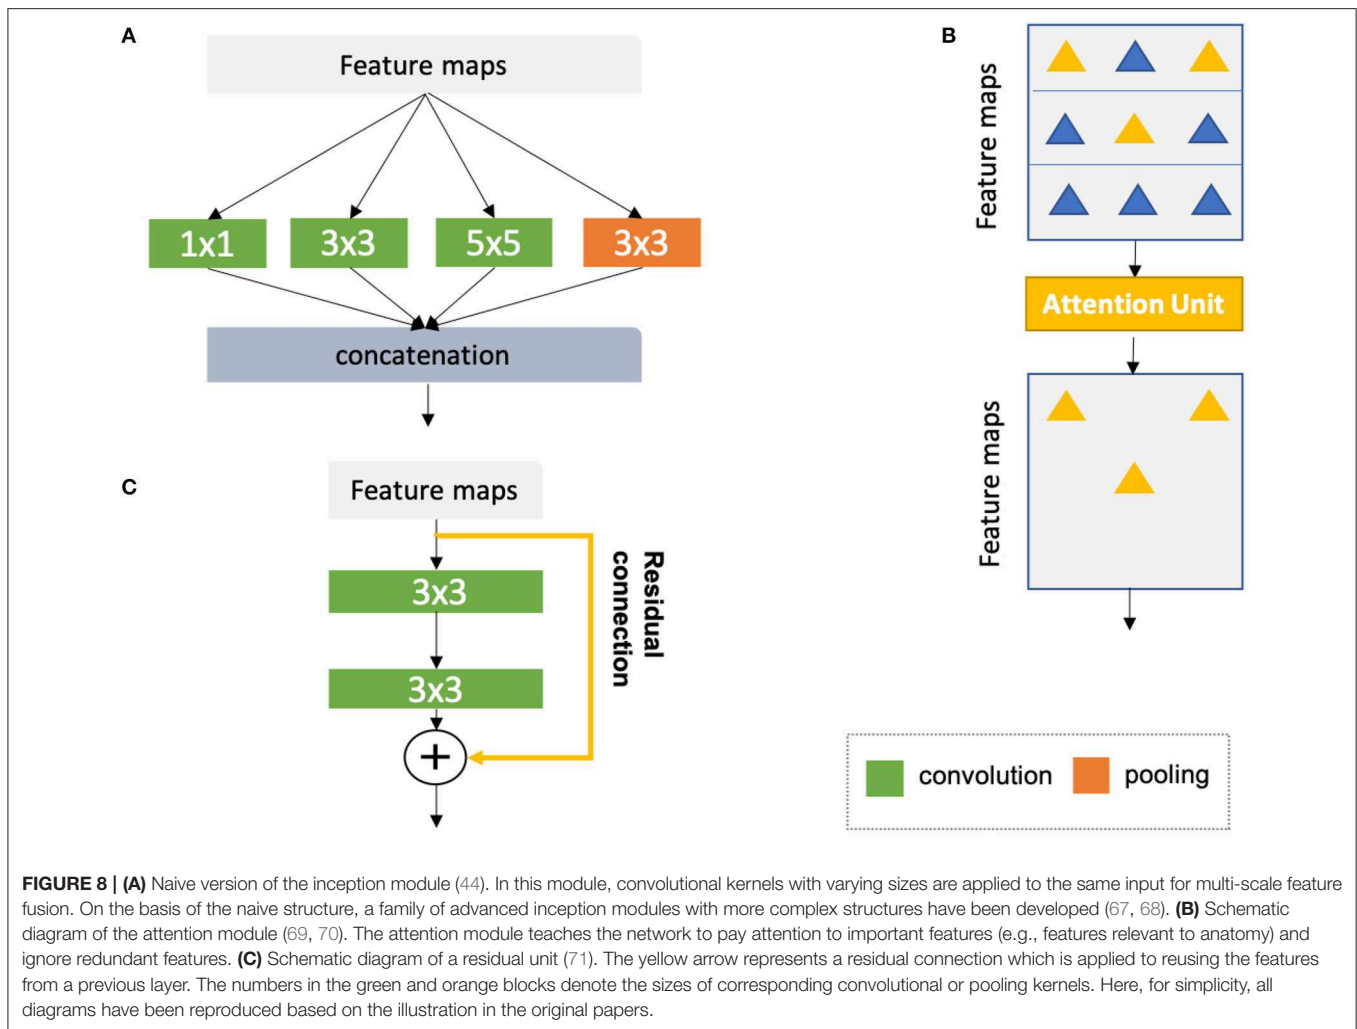 A
Feature maps
1x1
3x3
5x5
3x3
concatenation
B
Feature maps
Attention Unit
Feature maps
C
Feature maps
3x3
3x3
+
Residual
connection
convolution
pooling
FIGURE 8 | (A) Naive version of the inception module (44). In this module, convolutional kernels with varying sizes are applied to the same input for multi-scale feature
fusion. On the basis of the naive structure, a family of advanced inception modules with more complex structures have been developed (67, 68). (B) Schematic
diagram of the attention module (69, 70). The attention module teaches the network to pay attention to important features (e.g., features relevant to anatomy) and
ignore redundant features. (C) Schematic diagram of a residual unit (71). The yellow arrow represents a residual connection which is applied to reusing the features
from a previous layer. The numbers in the green and orange blocks denote the sizes of corresponding convolutional or pooling kernels. Here, for simplicity, all
diagrams have been reproduced based on the illustration in the original papers.